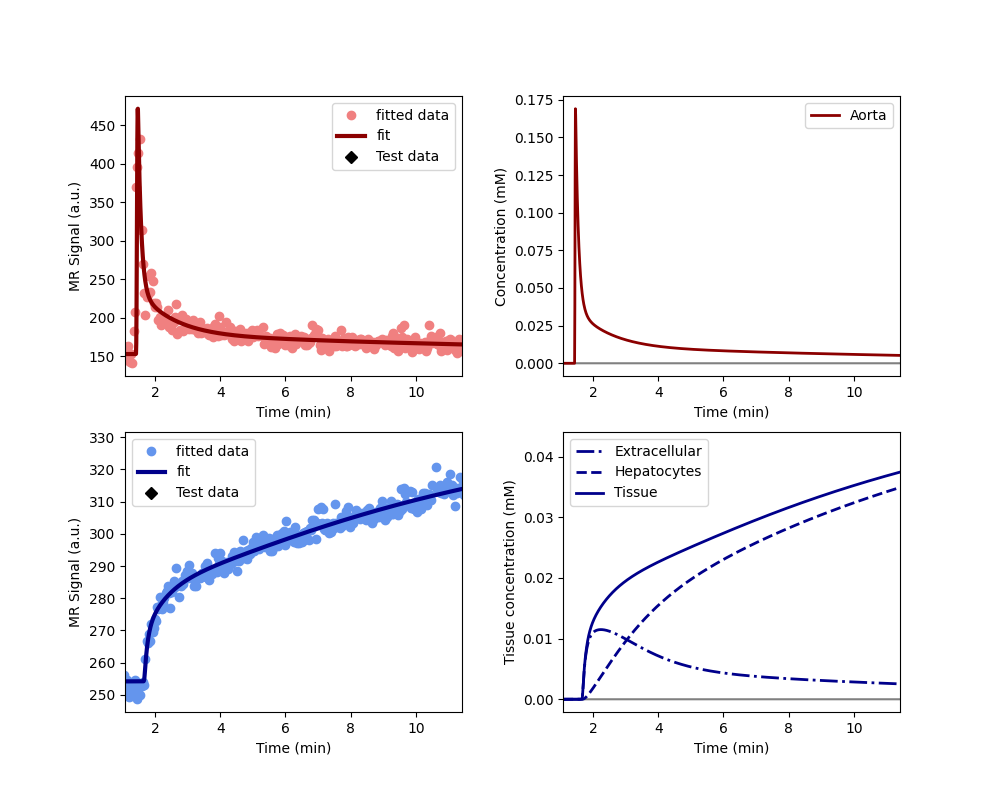 450
400
350
300
250
200
150
2
4
6
8
10
Time (min)
MR Signal (a.u.)
fitted data
fit
Test data
0.175
0.150
0.125
0.100
0.075
0.050
0.025
0.000
2
4
6
8
10
Time (min)
Concentration (mM)
Aorta
330
320
310
300
290
280
270
260
250
2
4
6
8
10
Time (min)
MR Signal (a.u.)
fitted data
fit
Test data
0.04
0.03
0.02
0.01
0.00
2
4
6
8
10
Time (min)
Tissue concentration (mM)
Extracellular
Hepatocytes
Tissue